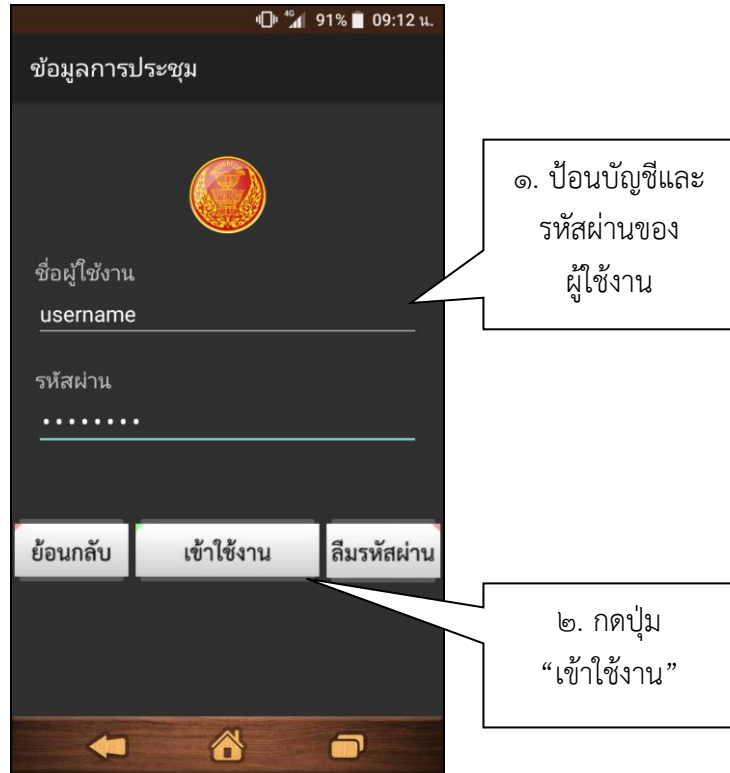 4G 91% 09:12 น.
ข้อมูลการประชุม
ชื่อผู้ใช้งาน
username
รหัสผ่าน
••••••••
ย้อนกลับ เข้าใช้งาน ลืมรหัสผ่าน
๑. ป้อนบัญชีและ
รหัสผ่านของ
ผู้ใช้งาน
๒. กดปุ่ม
“เข้าใช้งาน”